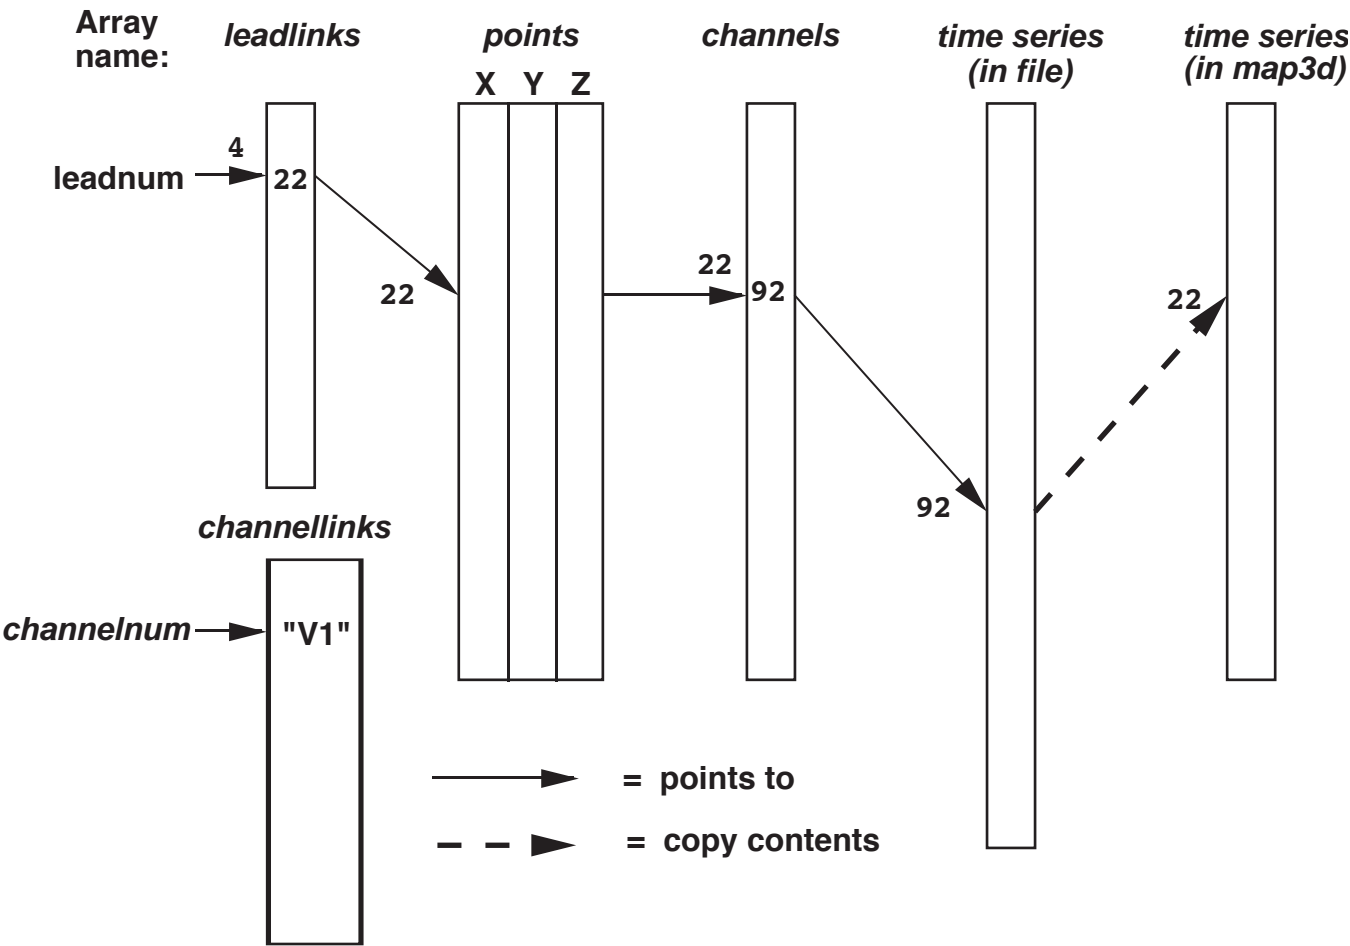 Array name:
leadlinks
points
channels
time series (in file)
time series (in map3d)
X Y Z
4
leadnum
22
22
22
92
22
92
channellinks
channelnum
"V1"
= points to
= copy contents